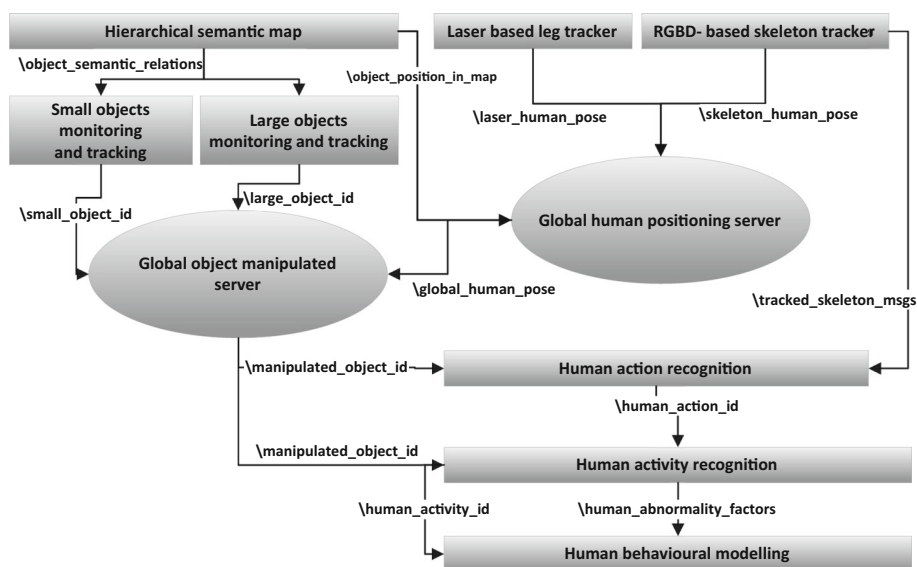 Hierarchical semantic map
Laser based leg tracker
RGBD- based skeleton tracker
\object_semantic_relations
\object_position_in_map
Small objects
monitoring
and tracking
Large objects
monitoring and tracking
\laser_human_pose
\skeleton_human_pose
\small_object_id
\large_object_id
Global human positioning server
Global object manipulated
server
\global_human_pose
\tracked_skeleton_msgs
\manipulated_object_id
Human action recognition
\human_action_id
\manipulated_object_id
Human activity recognition
\human_activity_id
\human_abnormality_factors
Human behavioural modelling